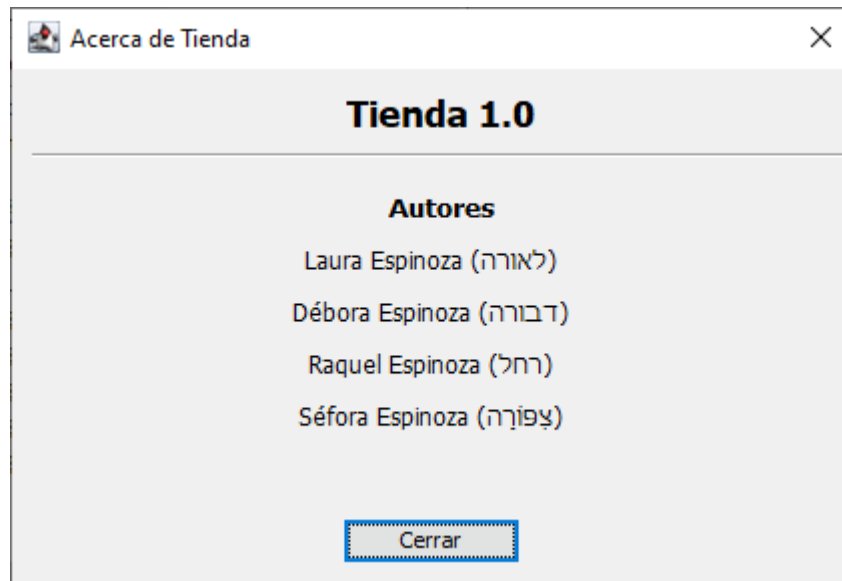 Acerca de Tienda
Tienda 1.0
Autores
Laura Espinoza (לאורה)
Débora Espinoza (דבורה)
Raquel Espinoza (רחל)
Séfora Espinoza (צִפּוֹרָה)
Cerrar